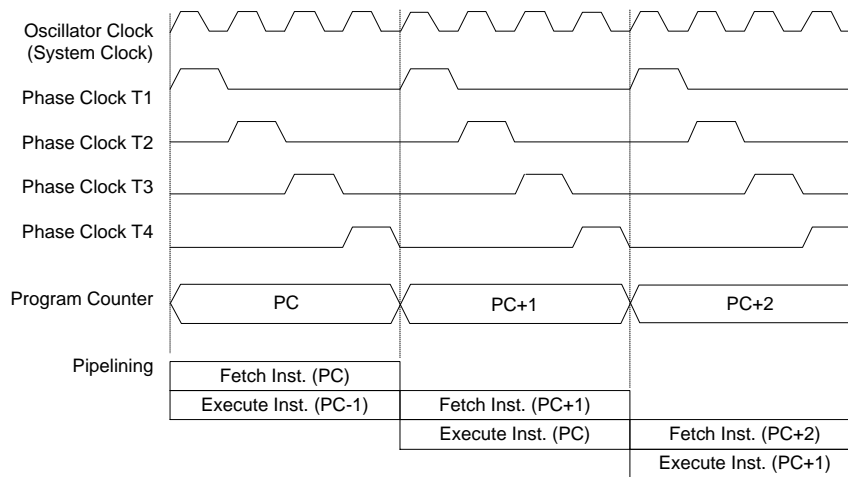 Oscillator Clock
(System Clock)
Phase Clock T1
Phase Clock T2
Phase Clock T3
Phase Clock T4
Program Counter
PC
PC+1
PC+2
Pipelining
Fetch Inst. (PC)
Execute Inst. (PC-1)
Fetch Inst. (PC+1)
Execute Inst. (PC)
Fetch Inst. (PC+2)
Execute Inst. (PC+1)